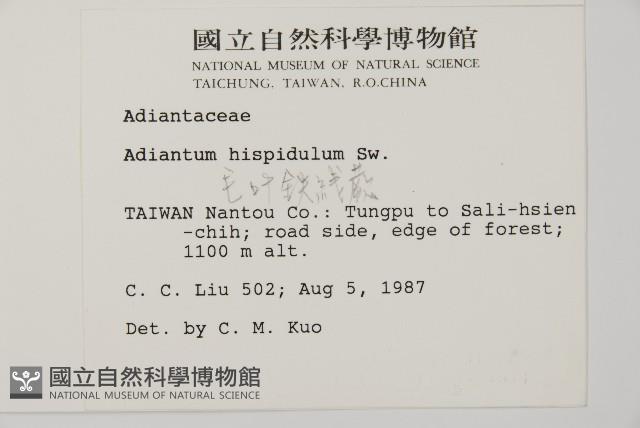 國立自然科學博物館
NATIONAL MUSEUM OF NATURAL SCIENCE
TAICHUNG, TAIWAN, R.O.CHINA
Adiantaceae
Adiantum hispidulum Sw.
毛叶鉄线蕨
TAIWAN Nantou Co.: Tungpu to Sali-hsien
-chih; road side, edge of forest;
1100 m alt.
C. C. Liu 502; Aug 5, 1987
Det. by C. M. Kuo
國立自然科學博物館
NATIONAL MUSEUM OF NATURAL SCIENCE